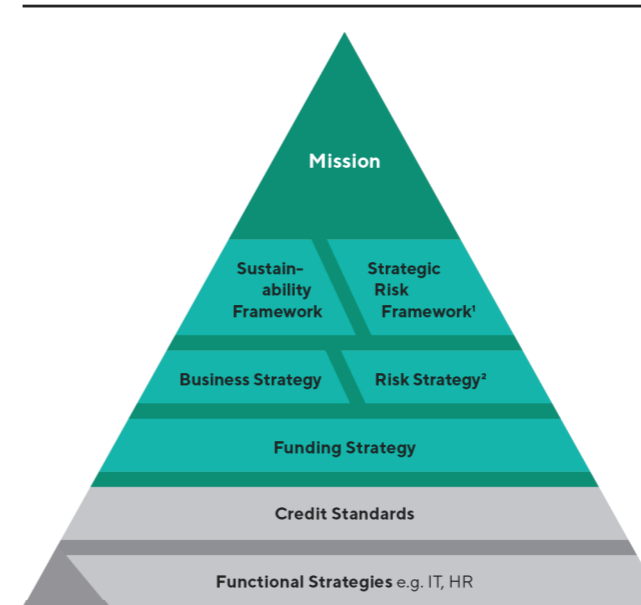 Mission
Sustain-
ability
Framework
Strategic
Risk
Framework¹
Business Strategy
Risk Strategy²
Funding Strategy
Credit Standards
Functional Strategies e.g. IT, HR